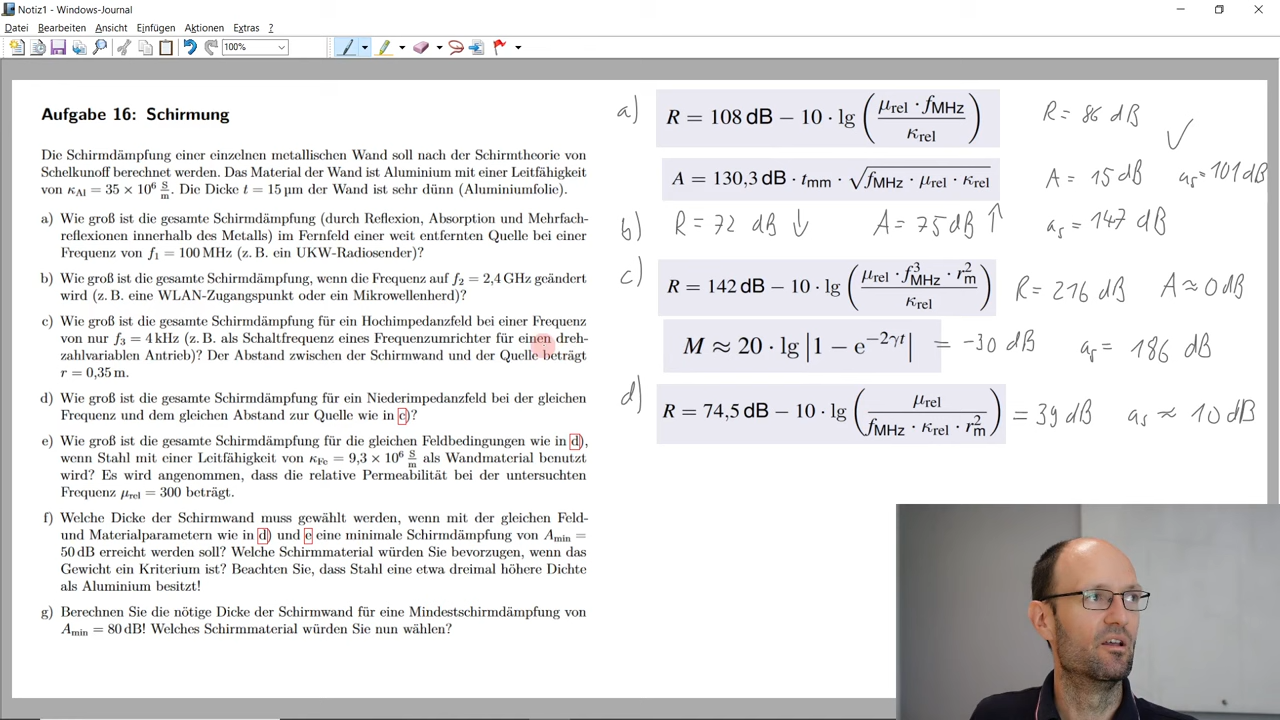 Notiz1 - Windows-Journal
Datei Bearbeiten Ansicht Einfügen Aktionen Extras ?
100%
Aufgabe 16: Schirmung
Die Schirmdämpfung einer einzelnen metallischen Wand soll nach der Schirmtheorie von
Schelkunoff berechnet werden. Das Material der Wand ist Aluminium mit einer Leitfähigkeit
von κAl = 35 × 10⁶ S/m. Die Dicke t = 15 µm der Wand ist sehr dünn (Aluminiumfolie).
a) Wie groß ist die gesamte Schirmdämpfung (durch Reflexion, Absorption und Mehrfach-
reflexionen innerhalb des Metalls) im Fernfeld einer weit entfernten Quelle bei einer
Frequenz von f₁ = 100 MHz (z. B. ein UKW-Radiosender)?
b) Wie groß ist die gesamte Schirmdämpfung, wenn die Frequenz auf f₂ = 2,4 GHz geändert
wird (z. B. eine WLAN-Zugangspunkt oder ein Mikrowellenherd)?
c) Wie groß ist die gesamte Schirmdämpfung für ein Hochimpedanzfeld bei einer Frequenz
von nur f₃ = 4 kHz (z. B. als Schaltfrequenz eines Frequenzumrichter für einen dreh-
zahlvariablen Antrieb)? Der Abstand zwischen der Schirmwand und der Quelle beträgt
r = 0,35 m.
d) Wie groß ist die gesamte Schirmdämpfung für ein Niederimpedanzfeld bei der gleichen
Frequenz und dem gleichen Abstand zur Quelle wie in c)?
e) Wie groß ist die gesamte Schirmdämpfung für die gleichen Feldbedingungen wie in d),
wenn Stahl mit einer Leitfähigkeit von κFe = 9,3 × 10⁶ S/m als Wandmaterial benutzt
wird? Es wird angenommen, dass die relative Permeabilität bei der untersuchten
Frequenz μrel = 300 beträgt.
f) Welche Dicke der Schirmwand muss gewählt werden, wenn mit der gleichen Feld-
und Materialparametern wie in d) und e eine minimale Schirmdämpfung von Amin =
50 dB erreicht werden soll? Welche Schirmmaterial würden Sie bevorzugen, wenn das
Gewicht ein Kriterium ist? Beachten Sie, dass Stahl eine etwa dreimal höhere Dichte
als Aluminium besitzt!
g) Berechnen Sie die nötige Dicke der Schirmwand für eine Mindestschirmdämpfung von
Amin = 80 dB! Welches Schirmmaterial würden Sie nun wählen?
a) R = 108 dB − 10 · lg (μrel · fMHz / κrel) R = 86 dB ✓
A = 130,3 dB · tmm · √(fMHz · μrel · κrel) A = 15 dB as = 101 dB
b) R = 72 dB ↓ A = 75 dB ↑ as = 147 dB
c) R = 142 dB − 10 · lg (μrel · f³MHz · r²m / κrel) R = 216 dB A ≈ 0 dB
M ≈ 20 · lg |1 − e^−2γt| = −30 dB as = 186 dB
d) R = 74,5 dB − 10 · lg (μrel / fMHz · κrel · r²m) = 39 dB as ≈ 10 dB